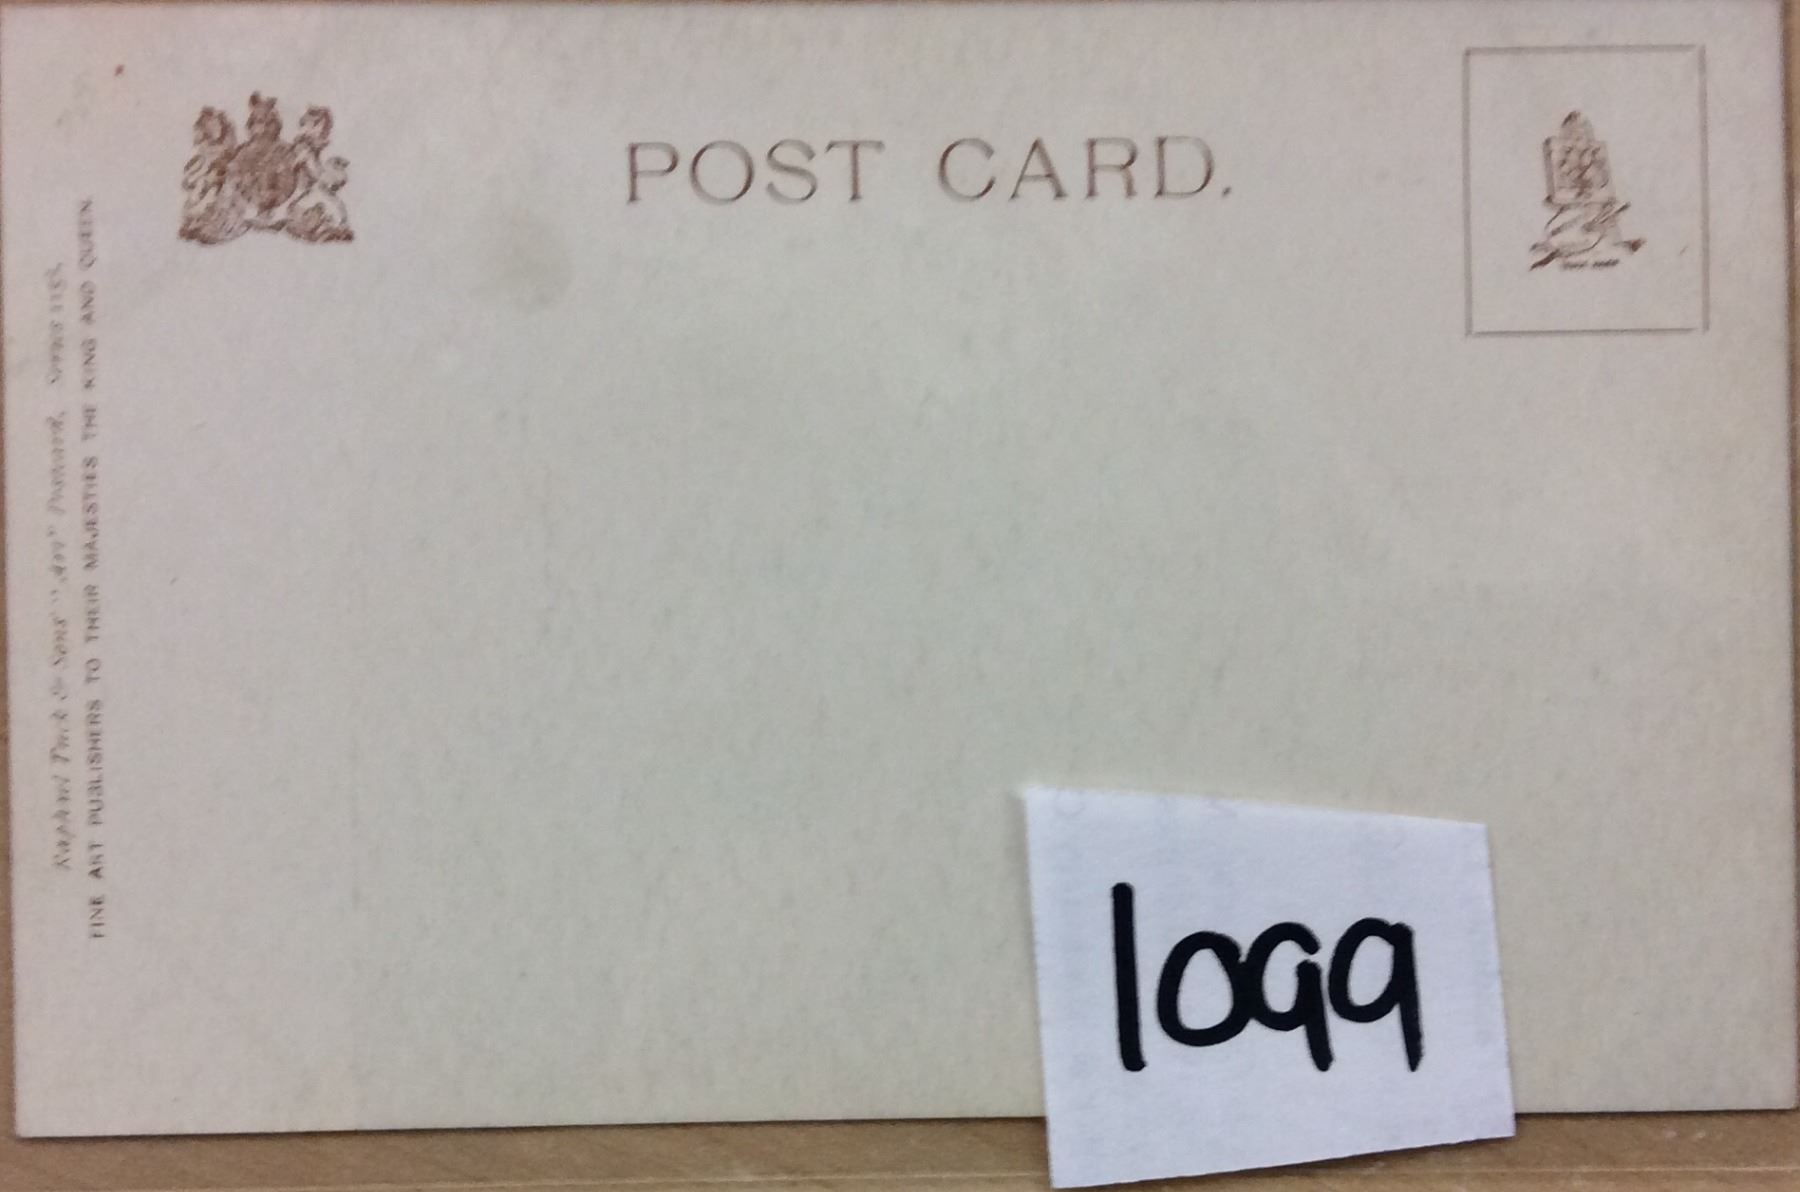 POST CARD.
Raphael Tuck & Sons' "Art" Postcard. Series
FINE ART PUBLISHERS TO THEIR MAJESTIES THE KING AND QUEEN.
1099